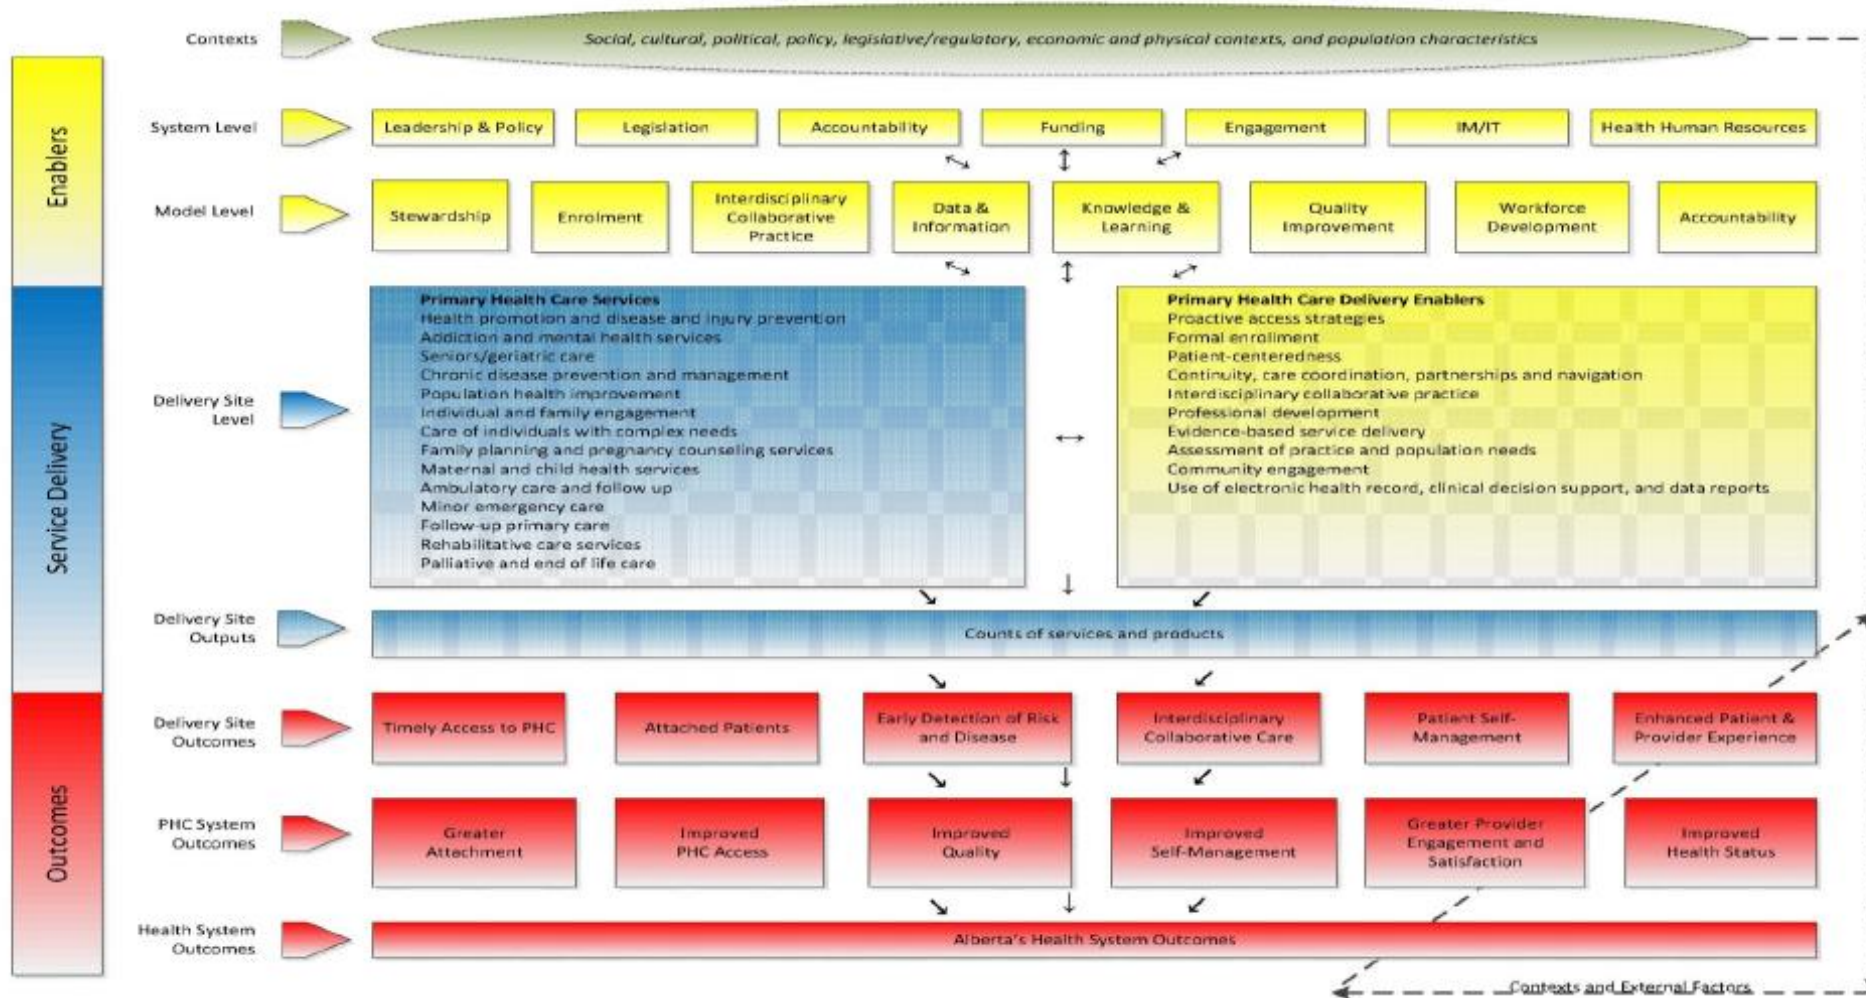 Contexts
Social, cultural, political, policy, legislative/regulatory, economic and physical contexts, and population characteristics
Enablers
System Level
Leadership & Policy
Legislation
Accountability
Funding
Engagement
IM/IT
Health Human Resources
Model Level
Stewardship
Enrolment
Interdisciplinary
Collaborative
Practice
Data &
Information
Knowledge &
Learning
Quality
Improvement
Workforce
Development
Accountability
Service Delivery
Delivery Site
Level
Primary Health Care Services
Health promotion and disease and injury prevention
Addiction and mental health services
Seniors/geriatric care
Chronic disease prevention and management
Population health improvement
Individual and family engagement
Care of individuals with complex needs
Family planning and pregnancy counseling services
Maternal and child health services
Ambulatory care and follow up
Minor emergency care
Follow-up primary care
Rehabilitative care services
Palliative and end of life care
Primary Health Care Delivery Enablers
Proactive access strategies
Formal enrollment
Patient-centeredness
Continuity, care coordination, partnerships and navigation
Interdisciplinary collaborative practice
Professional development
Evidence-based service delivery
Assessment of practice and population needs
Community engagement
Use of electronic health record, clinical decision support, and data reports
Delivery Site
Outputs
Counts of services and products
Outcomes
Delivery Site
Outcomes
Timely Access to PHC
Attached Patients
Early Detection of Risk
and Disease
Interdisciplinary
Collaborative Care
Patient Self-
Management
Enhanced Patient &
Provider Experience
PHC System
Outcomes
Greater
Attachment
Improved
PHC Access
Improved
Quality
Improved
Self-Management
Greater Provider
Engagement and
Satisfaction
Improved
Health Status
Health System
Outcomes
Alberta's Health System Outcomes
Contexts and External Factors